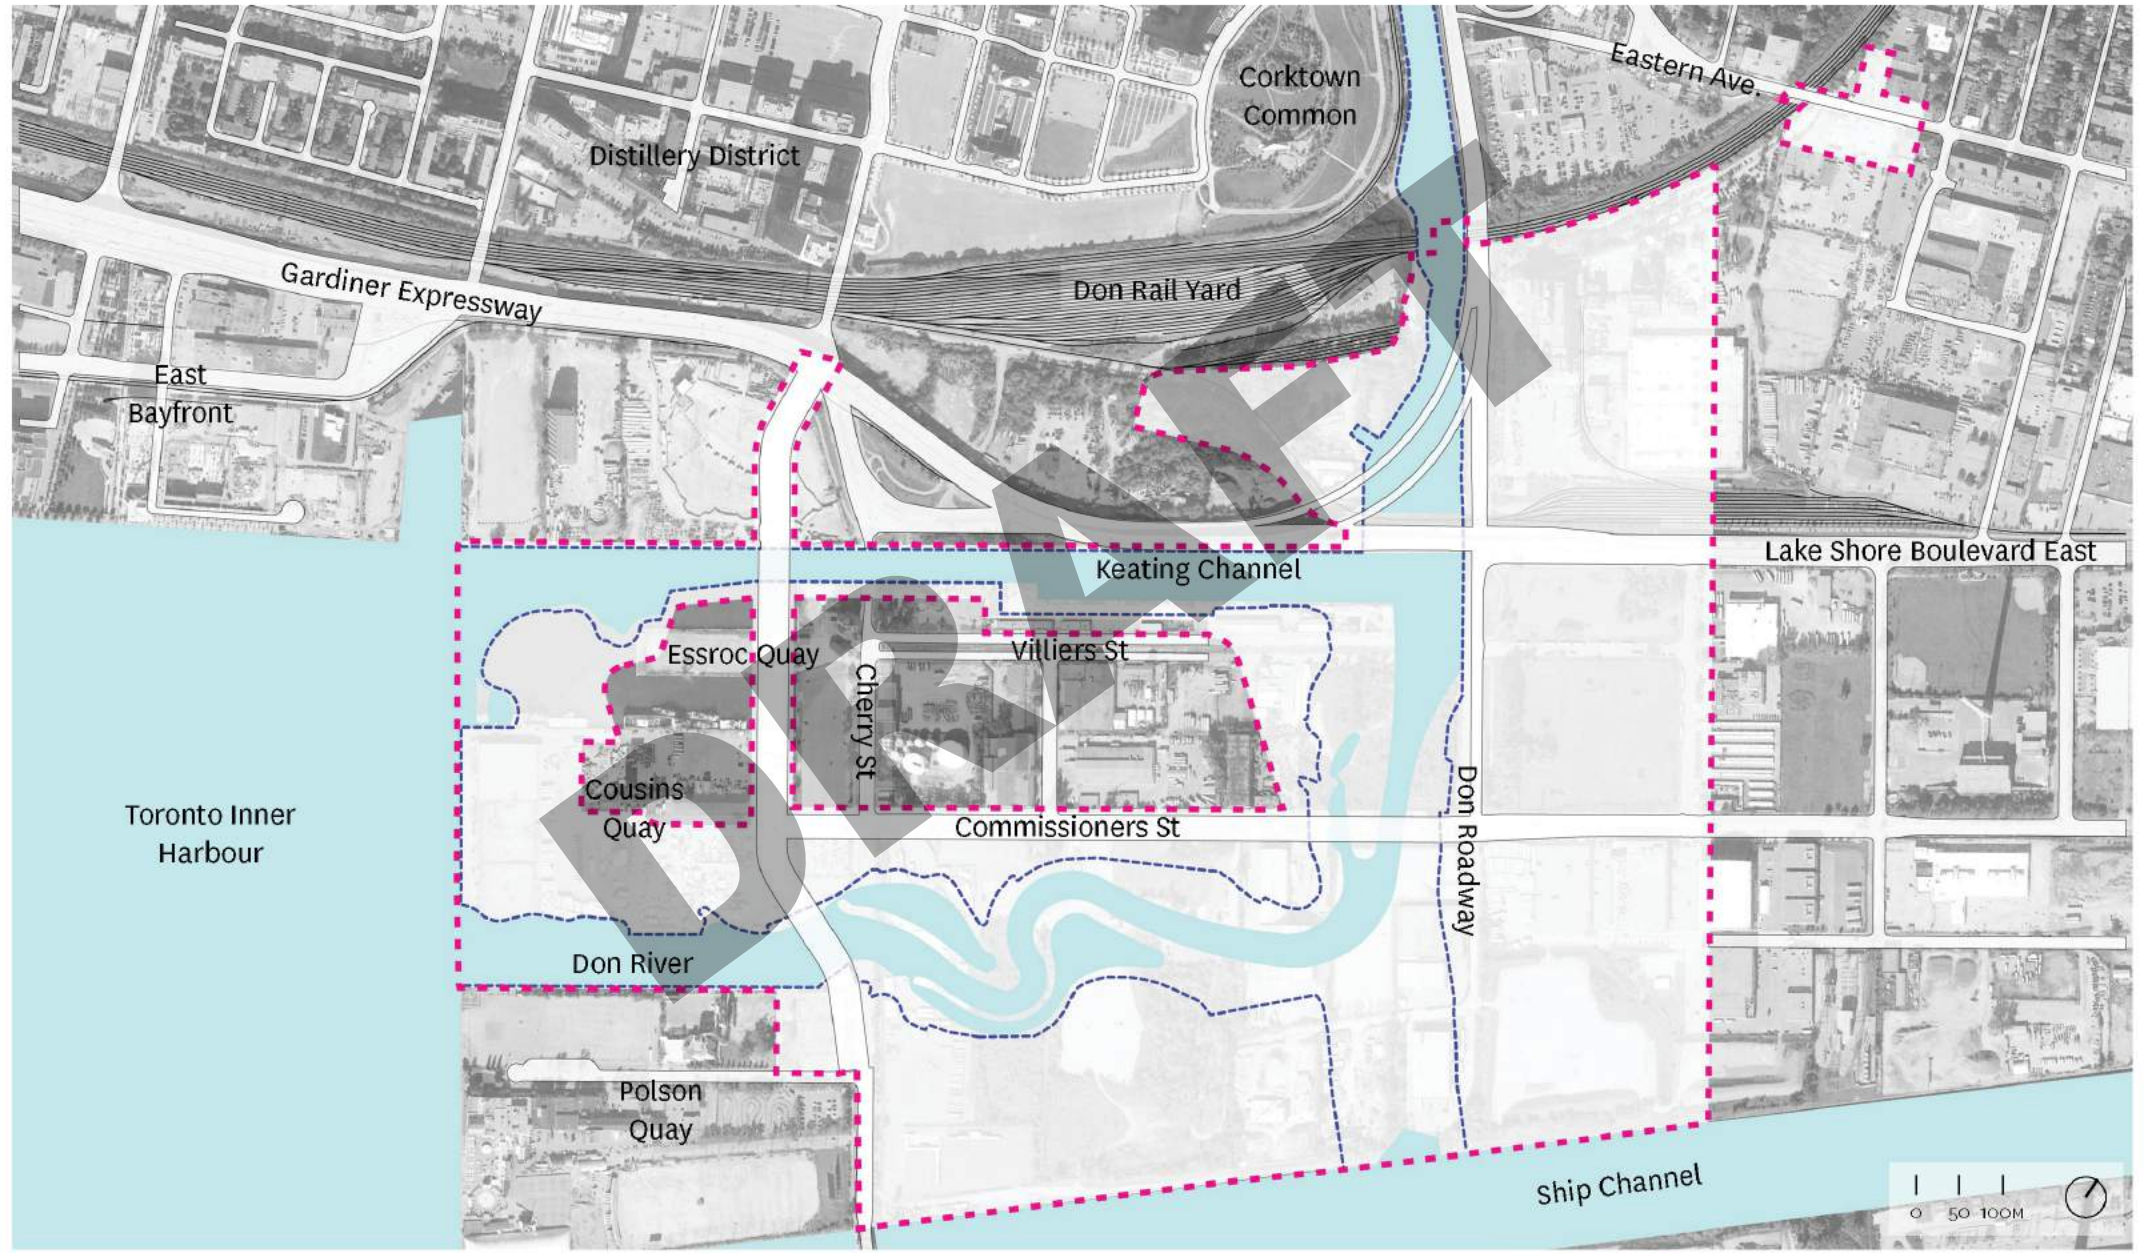 Eastern Ave.
Corktown
Common
Distillery District
Gardiner Expressway
Don Rail Yard
East
Bayfront
Lake Shore Boulevard East
Keating Channel
Essroc Quay
Villiers St
Cherry St
Cousins
Quay
Commissioners St
Don Roadway
Toronto Inner
Harbour
Don River
Polson
Quay
Ship Channel
0 50 100M
DRAFT